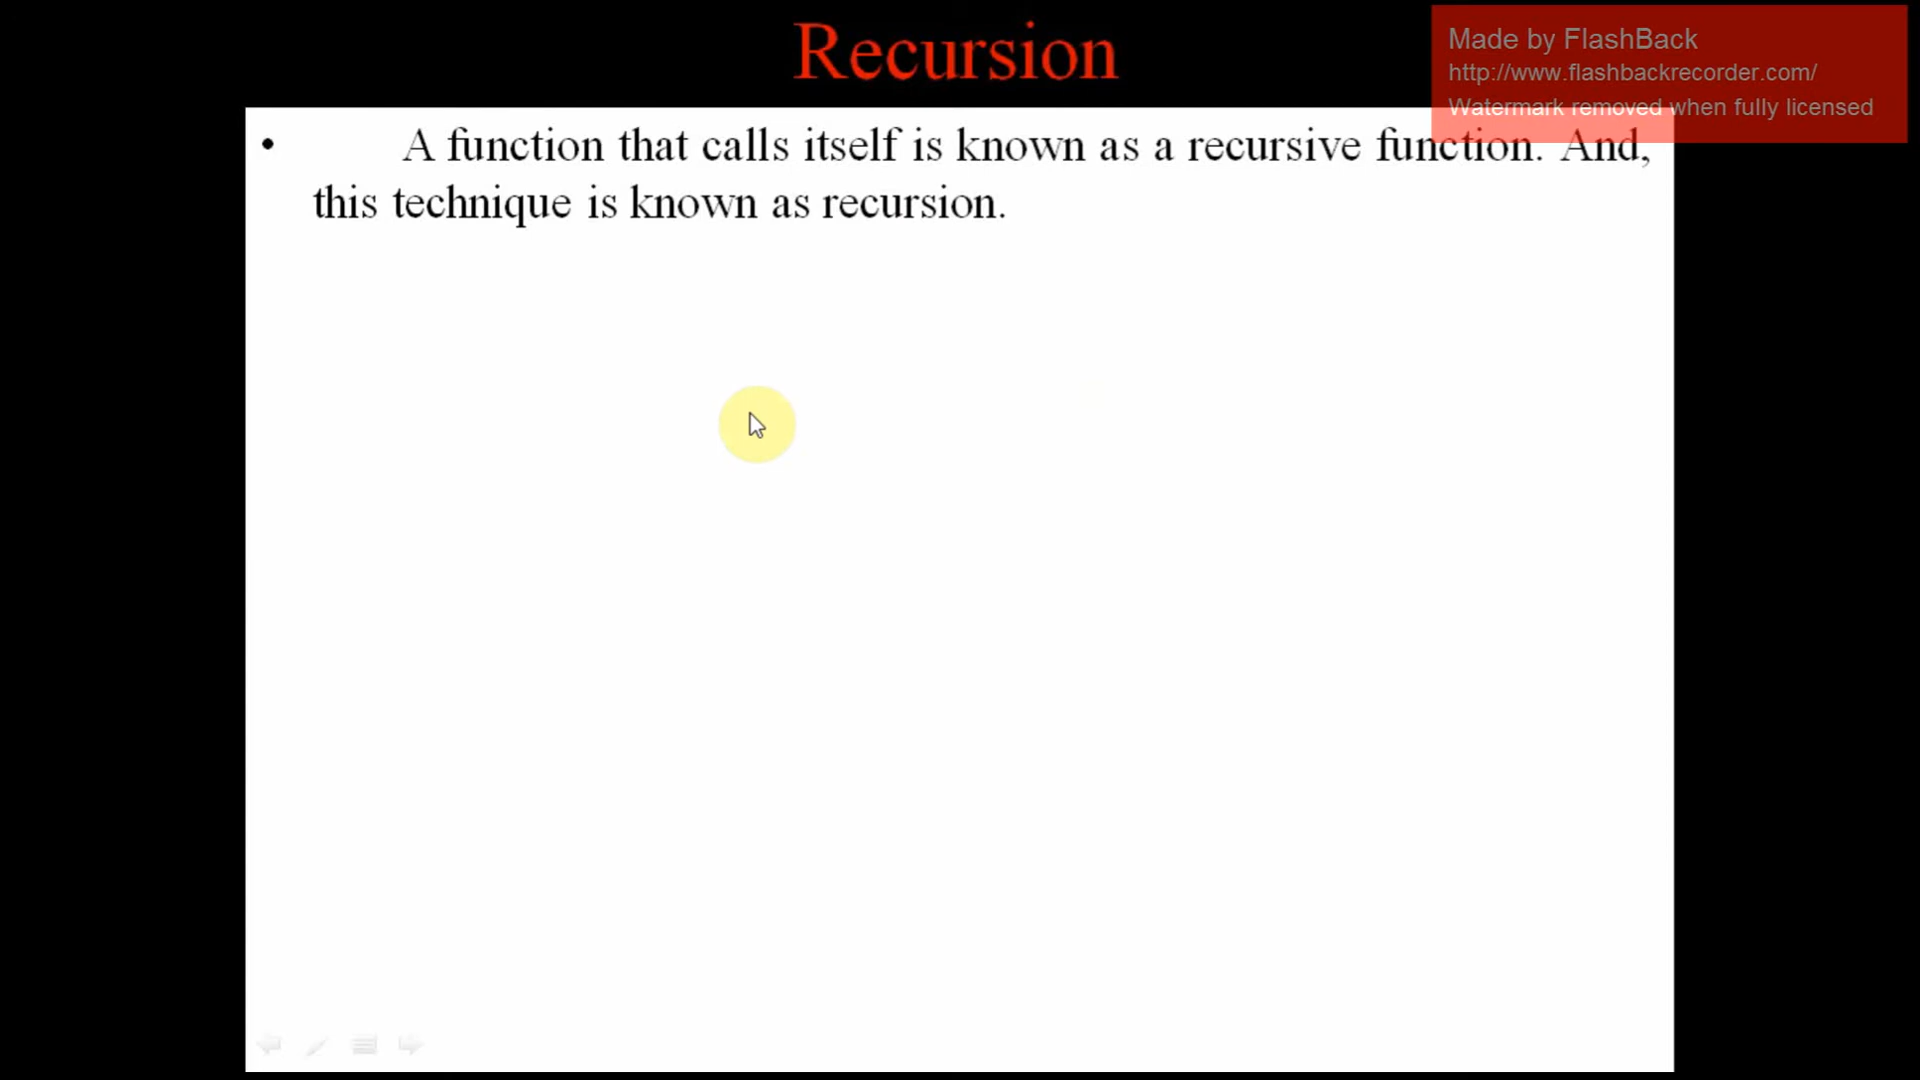 Recursion
Made by FlashBack
http://www.flashbackrecorder.com/
Watermark removed when fully licensed
• A function that calls itself is known as a recursive function. And,
this technique is known as recursion.